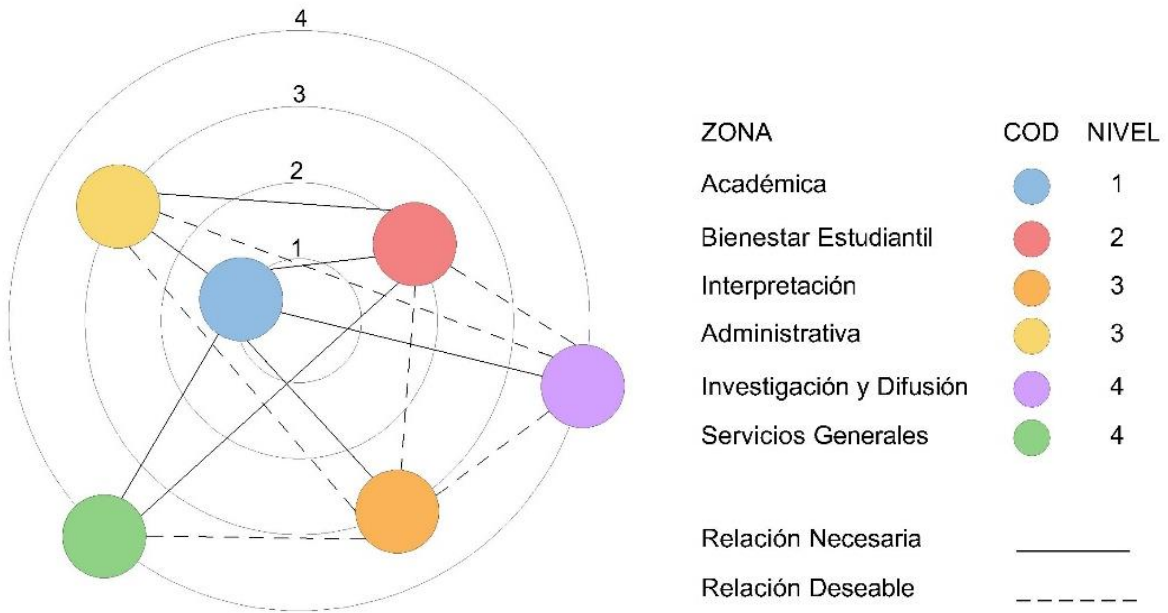 4
3
2
1
ZONA COD NIVEL
Académica 1
Bienestar Estudiantil 2
Interpretación 3
Administrativa 3
Investigación y Difusión 4
Servicios Generales 4
Relación Necesaria
Relación Deseable